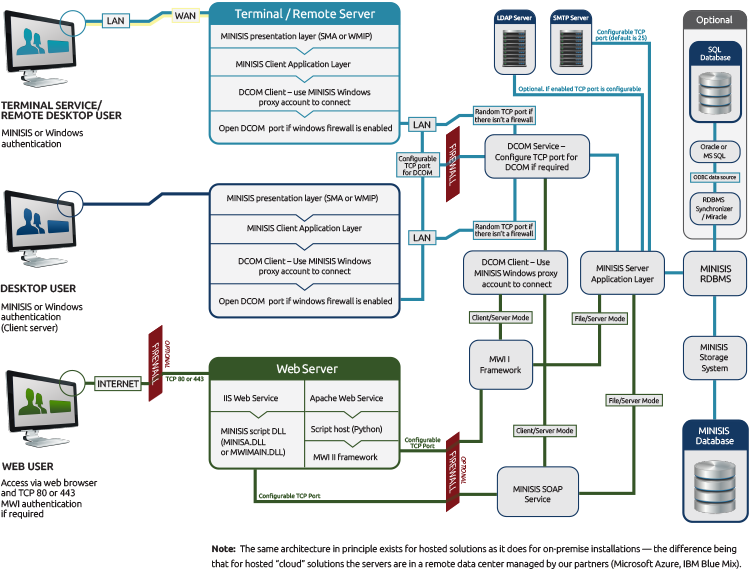 LAN
WAN
TERMINAL SERVICE/
REMOTE DESKTOP USER
MINISIS or Windows
authentication
Terminal / Remote Server
MINISIS presentation layer (SMA or WMIP)
MINISIS Client Application Layer
DCOM Client – use MINISIS Windows
proxy account to connect
Open DCOM port if windows firewall is enabled
LAN
Configurable
TCP port
for DCOM
LAN
FIREWALL
Random TCP port if
there isn't a firewall
Random TCP port if
there isn't a firewall
LDAP Server
SMTP Server
Configurable TCP
port (default is 25)
Optional. If enabled TCP port is configurable
DCOM Service –
Configure TCP port for
DCOM if required
Optional
SQL
Database
Oracle or
MS SQL
ODBC data source
RDBMS
Synchronizer
/ Miracle
DESKTOP USER
MINISIS or Windows
authentication
(Client server)
MINISIS presentation layer (SMA or WMIP)
MINISIS Client Application Layer
DCOM Client – Use MINISIS Windows
proxy account to connect
Open DCOM port if windows firewall is enabled
DCOM Client – Use
MINISIS Windows proxy
account to connect
MINISIS Server
Application Layer
MINISIS
RDBMS
Client/Server Mode
File/Server Mode
MWI I
Framework
MINISIS
Storage
System
File/Server Mode
Client/Server Mode
MINISIS
Database
INTERNET
FIREWALL
OPTIONAL
TCP 80 or 443
WEB USER
Access via web browser
and TCP 80 or 443
MWI authentication
if required
Web Server
IIS Web Service
MINISIS script DLL
(MINISA.DLL
or MWIMAIN.DLL)
Apache Web Service
Script host (Python)
MWI II framework
Configurable
TCP Port
FIREWALL
OPTIONAL
Configurable TCP Port
MINISIS SOAP
Service
Note: The same architecture in principle exists for hosted solutions as it does for on-premise installations — the difference being
that for hosted "cloud" solutions the servers are in a remote data center managed by our partners (Microsoft Azure, IBM Blue Mix).